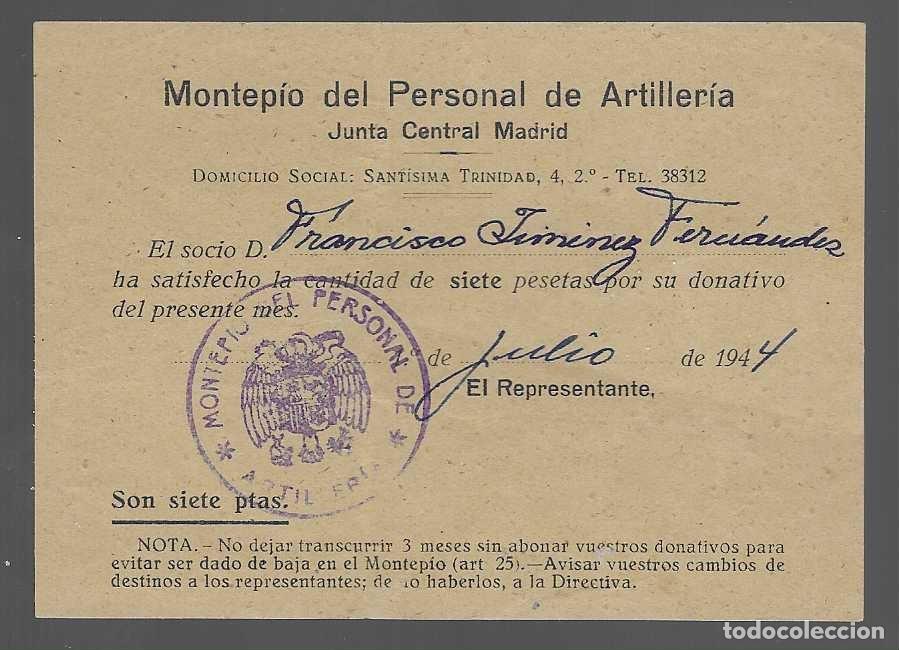 Montepío del Personal de Artillería
Junta Central Madrid
DOMICILIO SOCIAL: SANTÍSIMA TRINIDAD, 4, 2.º - TEL. 38312
El socio D. Francisco Jiminez Fernández
ha satisfecho la cantidad de siete pesetas por su donativo
del presente mes.
de Julio de 1944
El Representante,
MONTEPIO DEL PERSONAL DE
ARTILLERÍA
Son siete ptas.
NOTA.- No dejar transcurrir 3 meses sin abonar vuestros donativos para
evitar ser dado de baja en el Montepío (art 25).—Avisar vuestros cambios de
destinos a los representantes; de no haberlos, a la Directiva.
todocoleccion